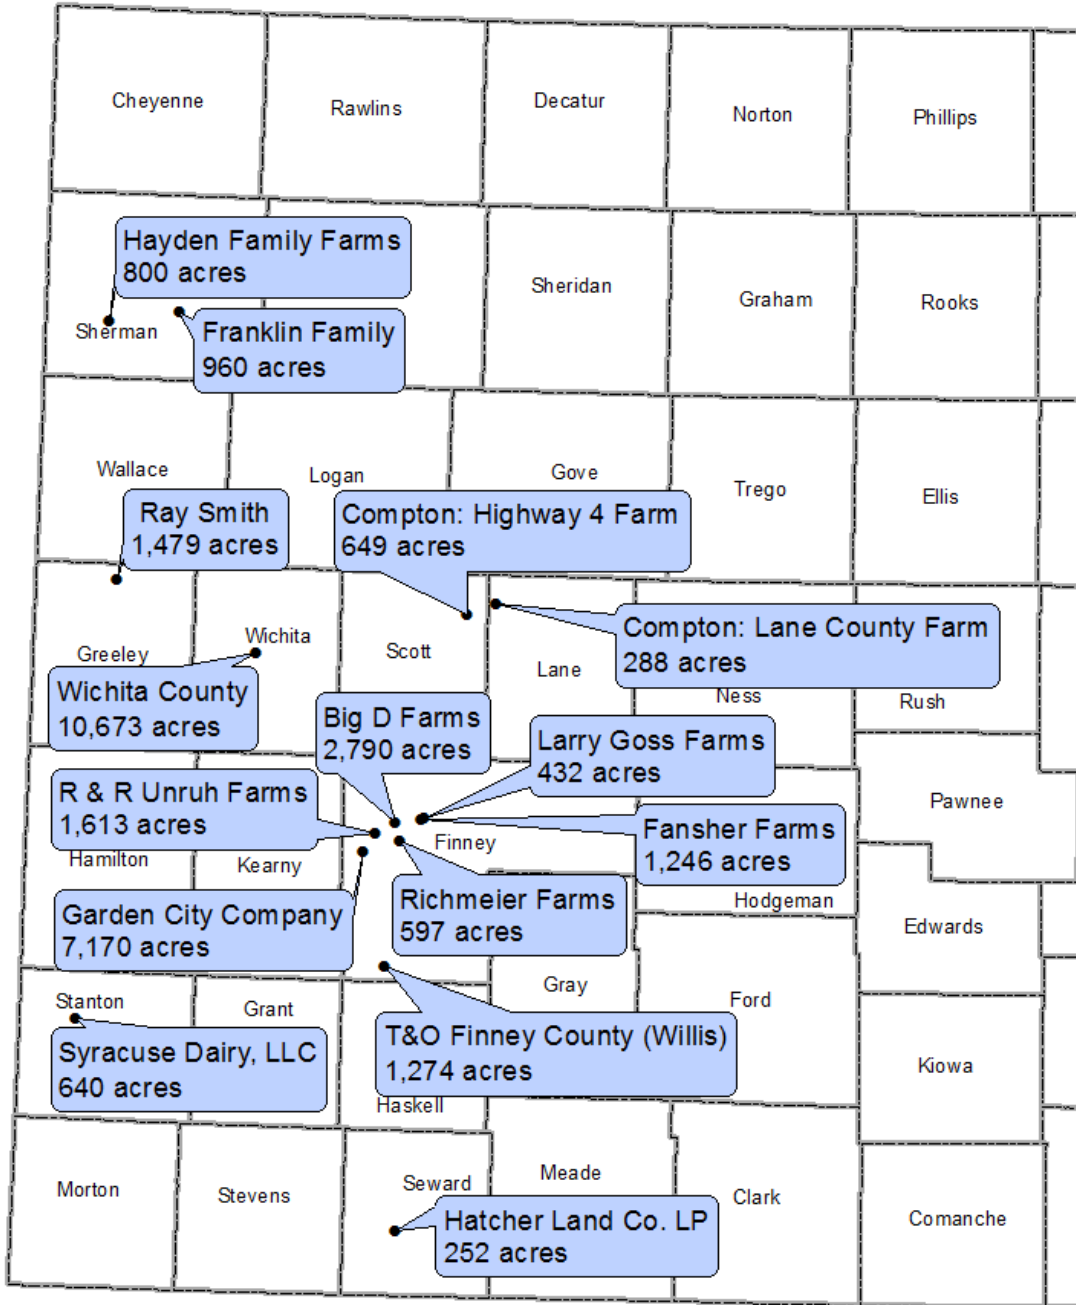 Cheyenne
Rawlins
Decatur
Norton
Phillips
Hayden Family Farms
800 acres
Sherman
Franklin Family
960 acres
Sheridan
Graham
Rooks
Wallace
Logan
Gove
Trego
Ellis
Ray Smith
1,479 acres
Compton: Highway 4 Farm
649 acres
Greeley
Wichita
Scott
Lane
Compton: Lane County Farm
288 acres
Ness
Rush
Wichita County
10,673 acres
Big D Farms
2,790 acres
Larry Goss Farms
432 acres
R & R Unruh Farms
1,613 acres
Hamilton
Kearny
Finney
Fansher Farms
1,246 acres
Pawnee
Garden City Company
7,170 acres
Richmeier Farms
597 acres
Hodgeman
Edwards
Stanton
Grant
Gray
Ford
Syracuse Dairy, LLC
640 acres
T&O Finney County (Willis)
1,274 acres
Haskell
Kiowa
Morton
Stevens
Seward
Meade
Clark
Comanche
Hatcher Land Co. LP
252 acres